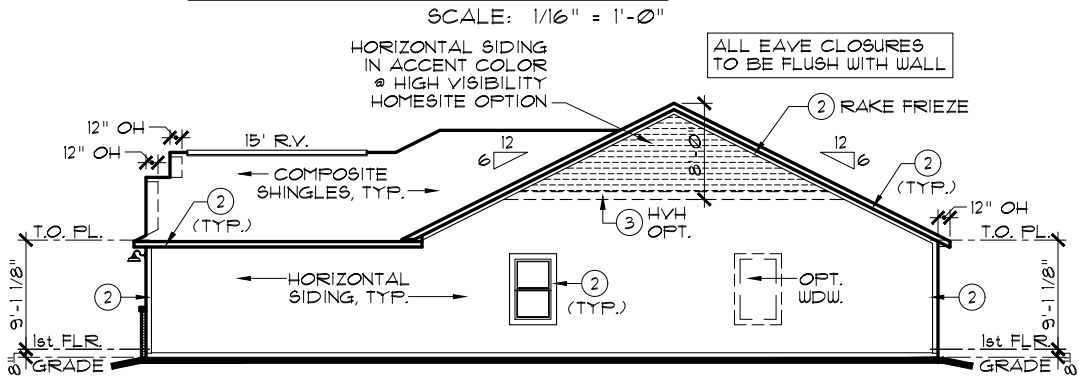 SCALE: 1/16" = 1'-0"
HORIZONTAL SIDING
IN ACCENT COLOR
@ HIGH VISIBILITY
HOMESITE OPTION
ALL EAVE CLOSURES
TO BE FLUSH WITH WALL
2 RAKE FRIEZE
12" OH
15' R.V.
12" OH
12
6
8'-0
12
6
COMPOSITE
SHINGLES, TYP.
2
(TYP.)
2
(TYP.)
3 HVH
OPT.
12" OH
T.O. PL.
T.O. PL.
HORIZONTAL
SIDING, TYP.
2
(TYP.)
OPT.
WDW.
2
2
9'-1 1/8"
9'-1 1/8"
1st FLR.
1st FLR.
8"
GRADE
GRADE
8"